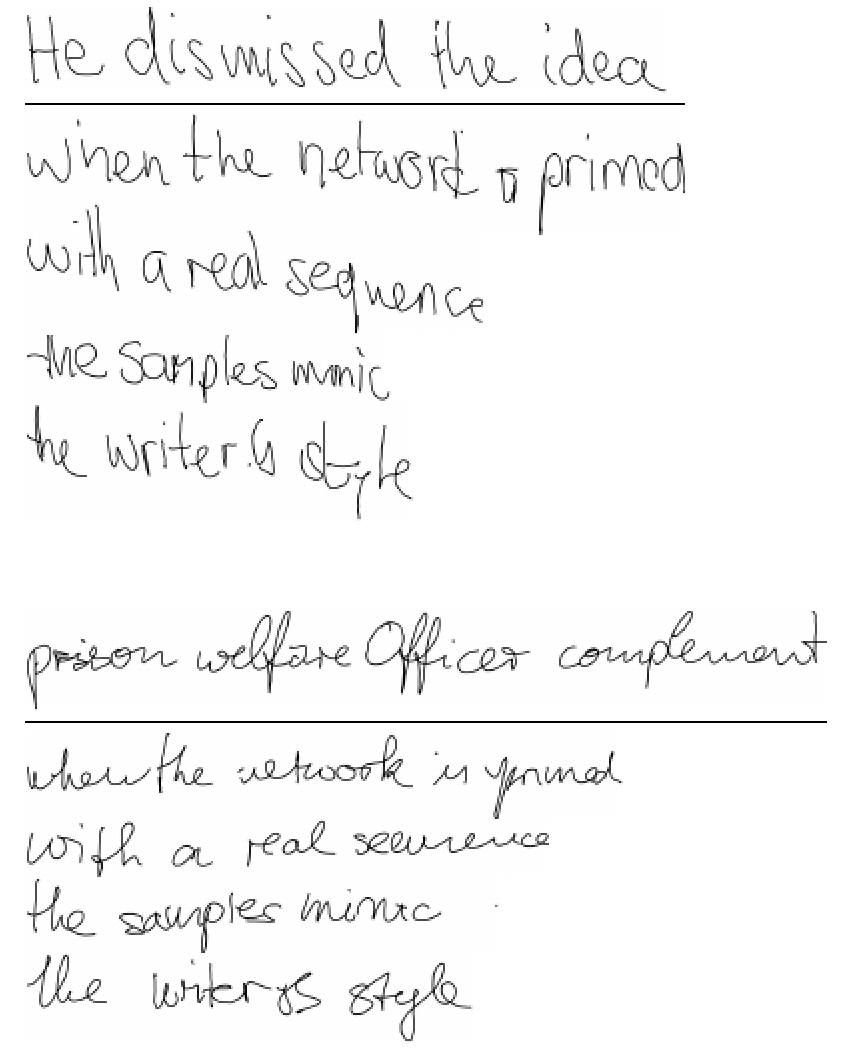 He dismissed the idea
when the network is primed
with a real sequence
the samples mimic
the writer's style
prison welfare Officer complement
when the network is primed
with a real sequence
the samples mimic
the writer's style